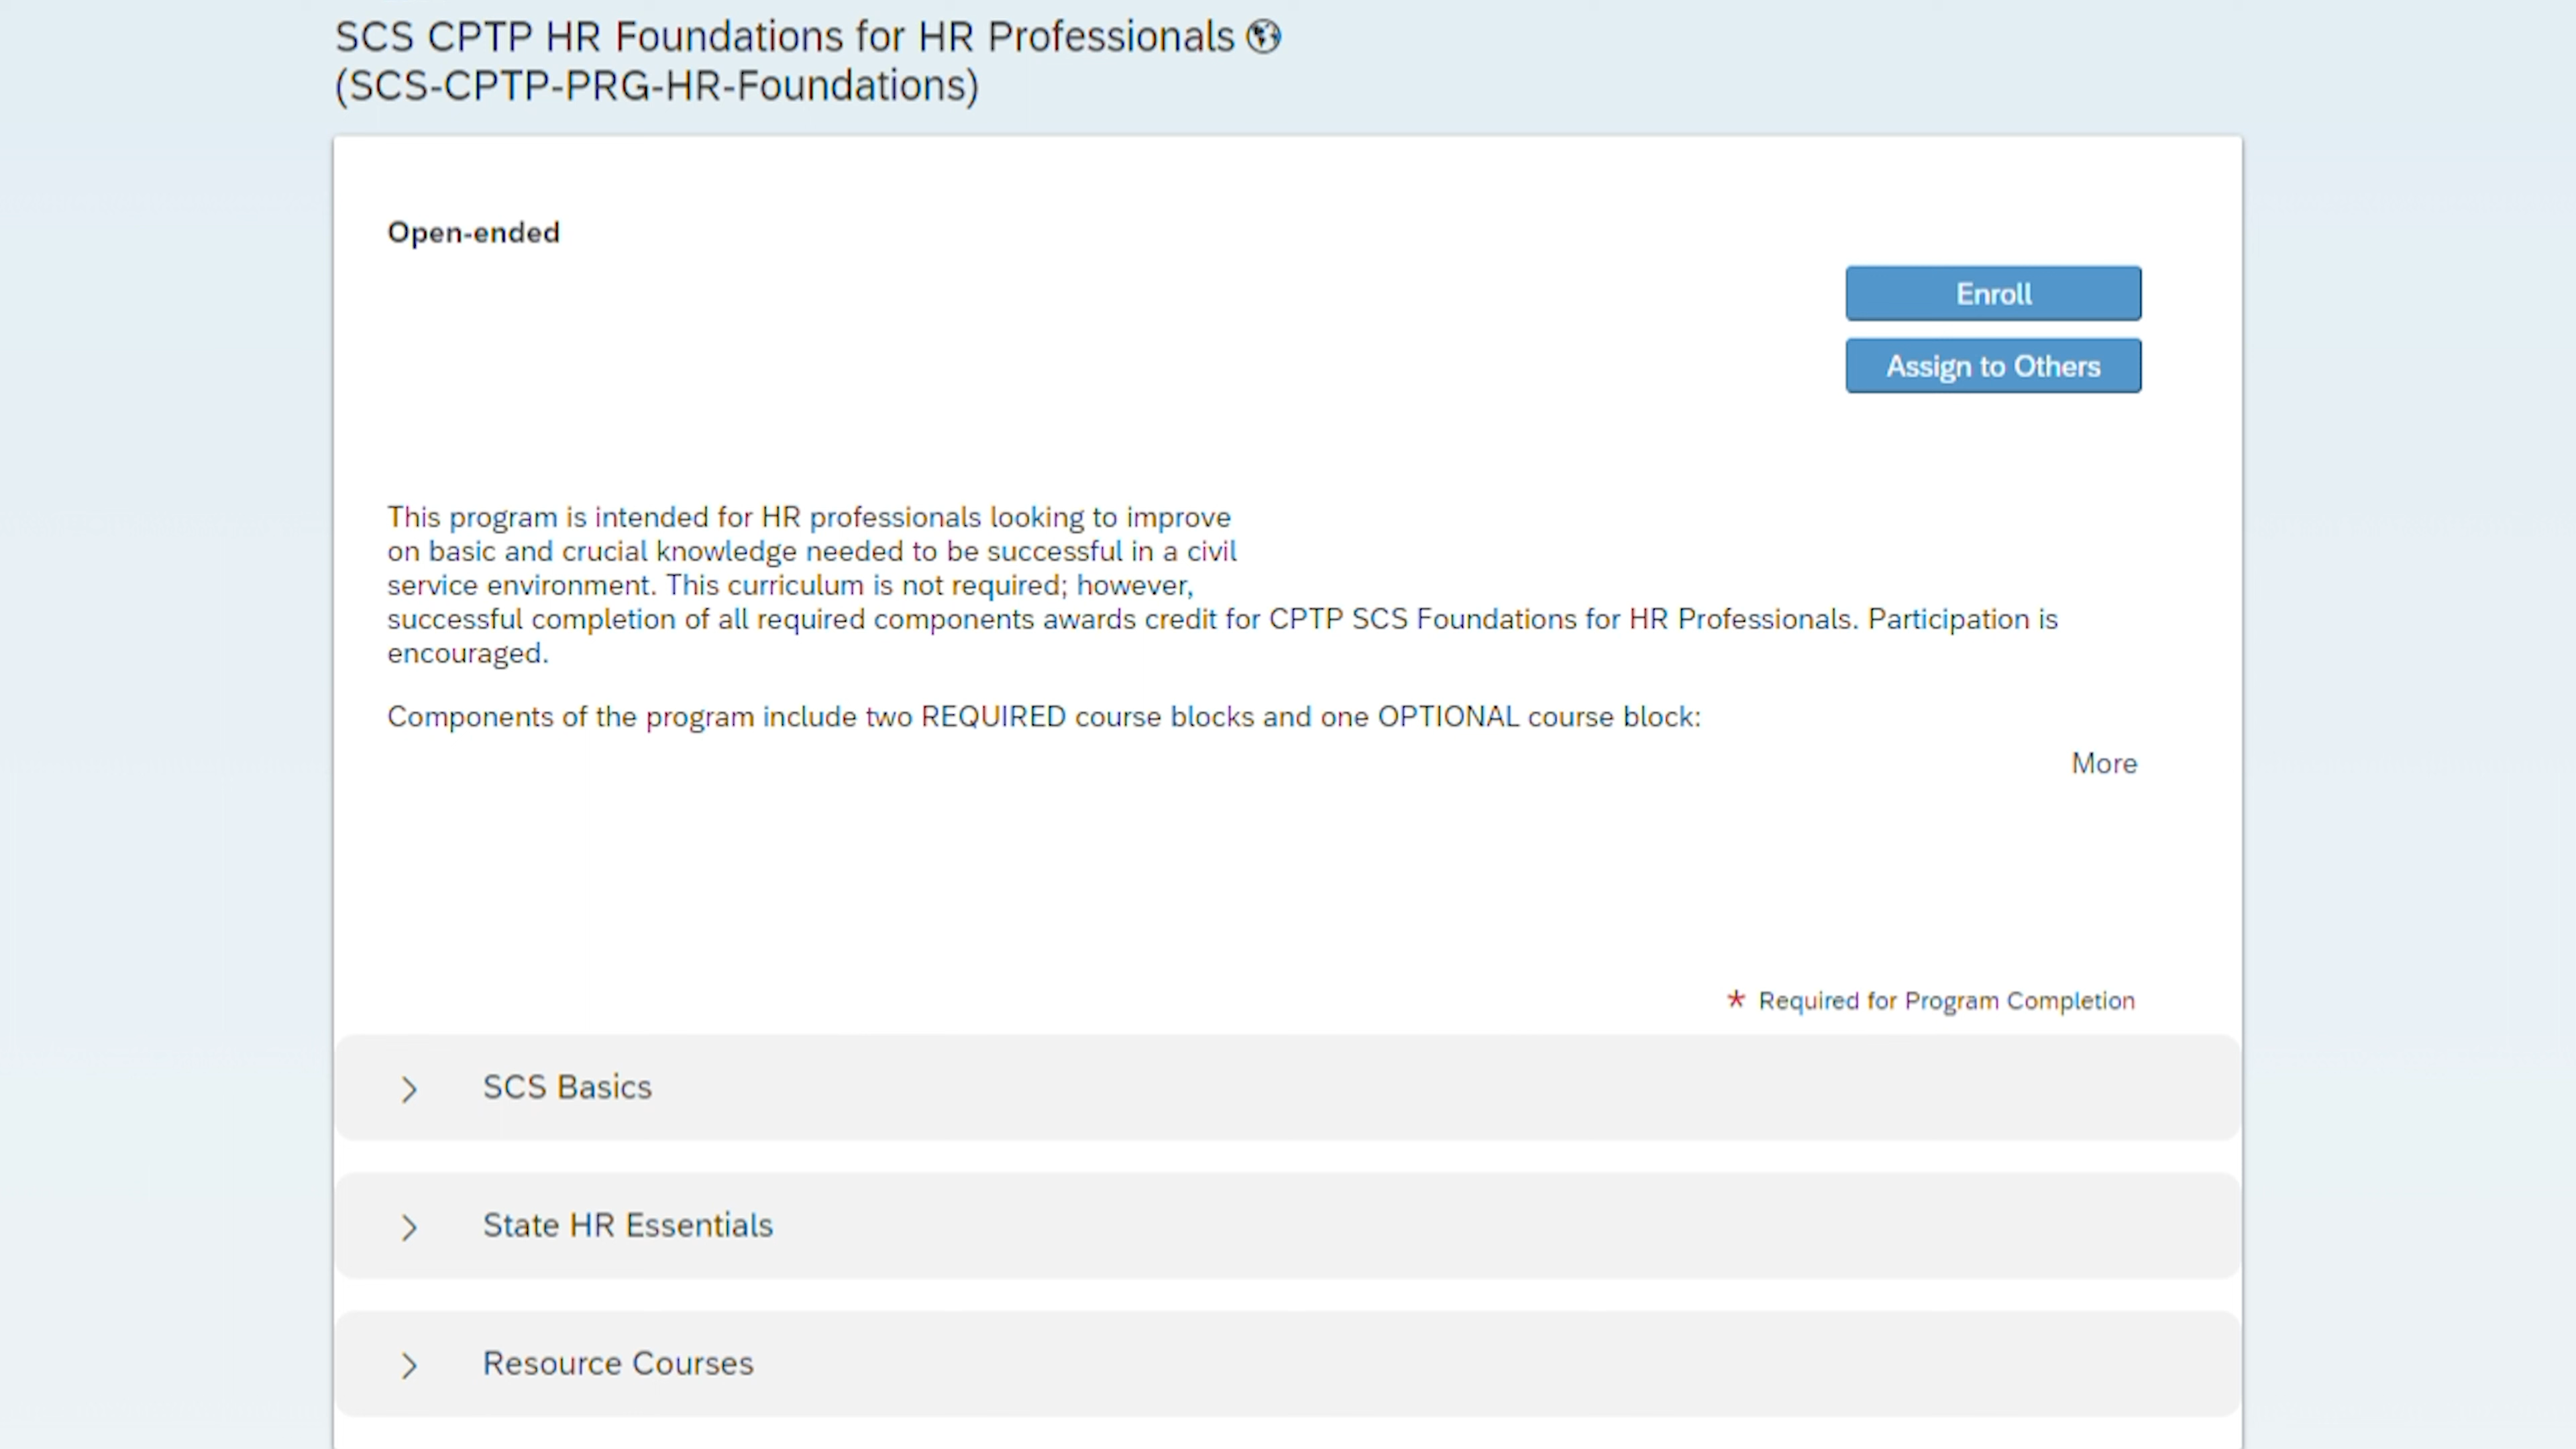 SCS CPTP HR Foundations for HR Professionals
(SCS-CPTP-PRG-HR-Foundations)
Open-ended
Enroll
Assign to Others
This program is intended for HR professionals looking to improve
on basic and crucial knowledge needed to be successful in a civil
service environment. This curriculum is not required; however,
successful completion of all required components awards credit for CPTP SCS Foundations for HR Professionals. Participation is
encouraged.
Components of the program include two REQUIRED course blocks and one OPTIONAL course block:
More
* Required for Program Completion
SCS Basics
State HR Essentials
Resource Courses